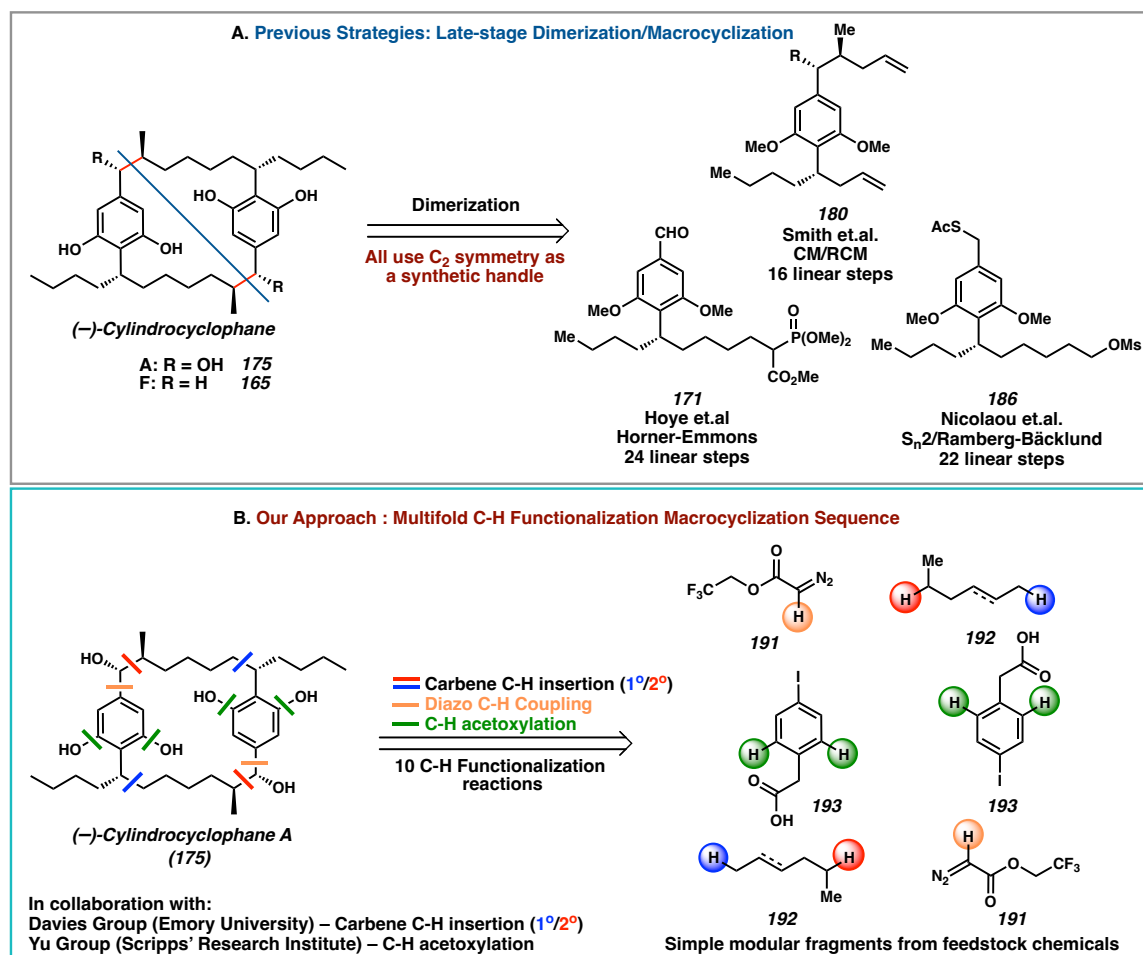 A. Previous Strategies: Late-stage Dimerization/Macrocyclization
Me
R
MeO
OMe
Me
180
Smith et.al.
CM/RCM
16 linear steps
R
HO
OH
HO
OH
R
(–)-Cylindrocyclophane
A: R = OH 175
F: R = H 165
Dimerization
All use C2 symmetry as
a synthetic handle
CHO
MeO
OMe
Me
O
P(OMe)2
CO2Me
171
Hoye et.al
Horner-Emmons
24 linear steps
AcS
MeO
OMe
Me
OMs
186
Nicolaou et.al.
Sn2/Ramberg-Bäcklund
22 linear steps
B. Our Approach : Multifold C-H Functionalization Macrocyclization Sequence
O
F3C
O
N2
H
191
Me
H
H
192
HO
OH
OH
HO
OH
OH
(–)-Cylindrocyclophane A
(175)
Carbene C-H insertion (1º/2º)
Diazo C-H Coupling
C-H acetoxylation
10 C-H Functionalization
reactions
I
H
H
O
OH
193
OH
O
H
H
I
193
H
H
Me
192
H
N2
O
O
CF3
191
In collaboration with:
Davies Group (Emory University) – Carbene C-H insertion (1º/2º)
Yu Group (Scripps' Research Institute) – C-H acetoxylation
Simple modular fragments from feedstock chemicals